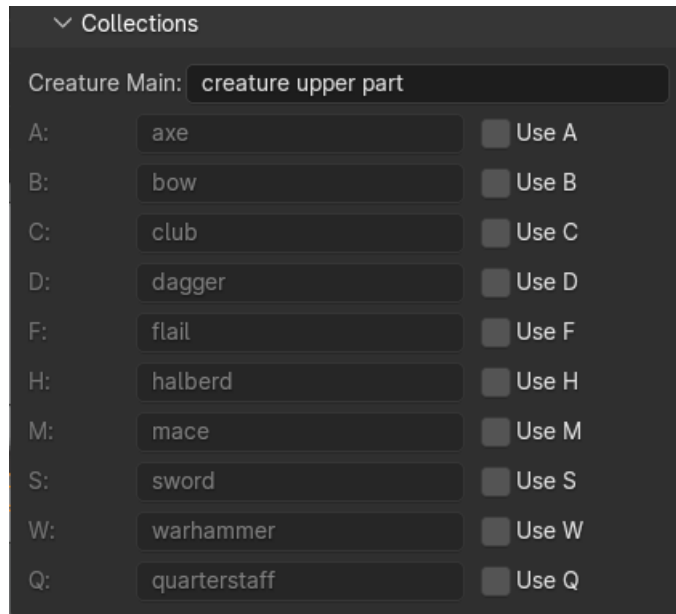 Collections
Creature Main: creature upper part
A: axe Use A
B: bow Use B
C: club Use C
D: dagger Use D
F: flail Use F
H: halberd Use H
M: mace Use M
S: sword Use S
W: warhammer Use W
Q: quarterstaff Use Q